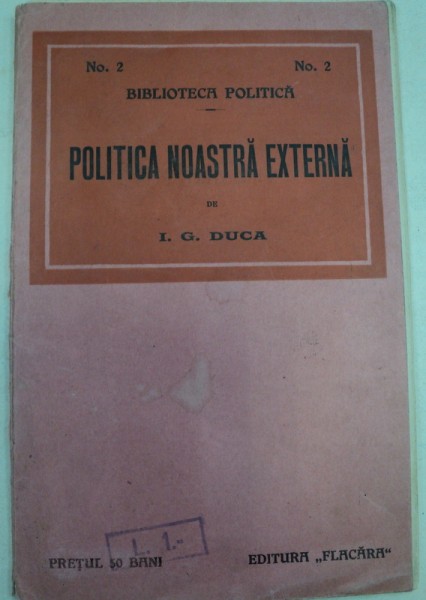 No. 2 No. 2
BIBLIOTECA POLITICĂ
POLITICA NOASTRĂ EXTERNĂ
DE
I. G. DUCA
L. 1.-
PREȚUL 50 BANI EDITURA „FLACĂRA“